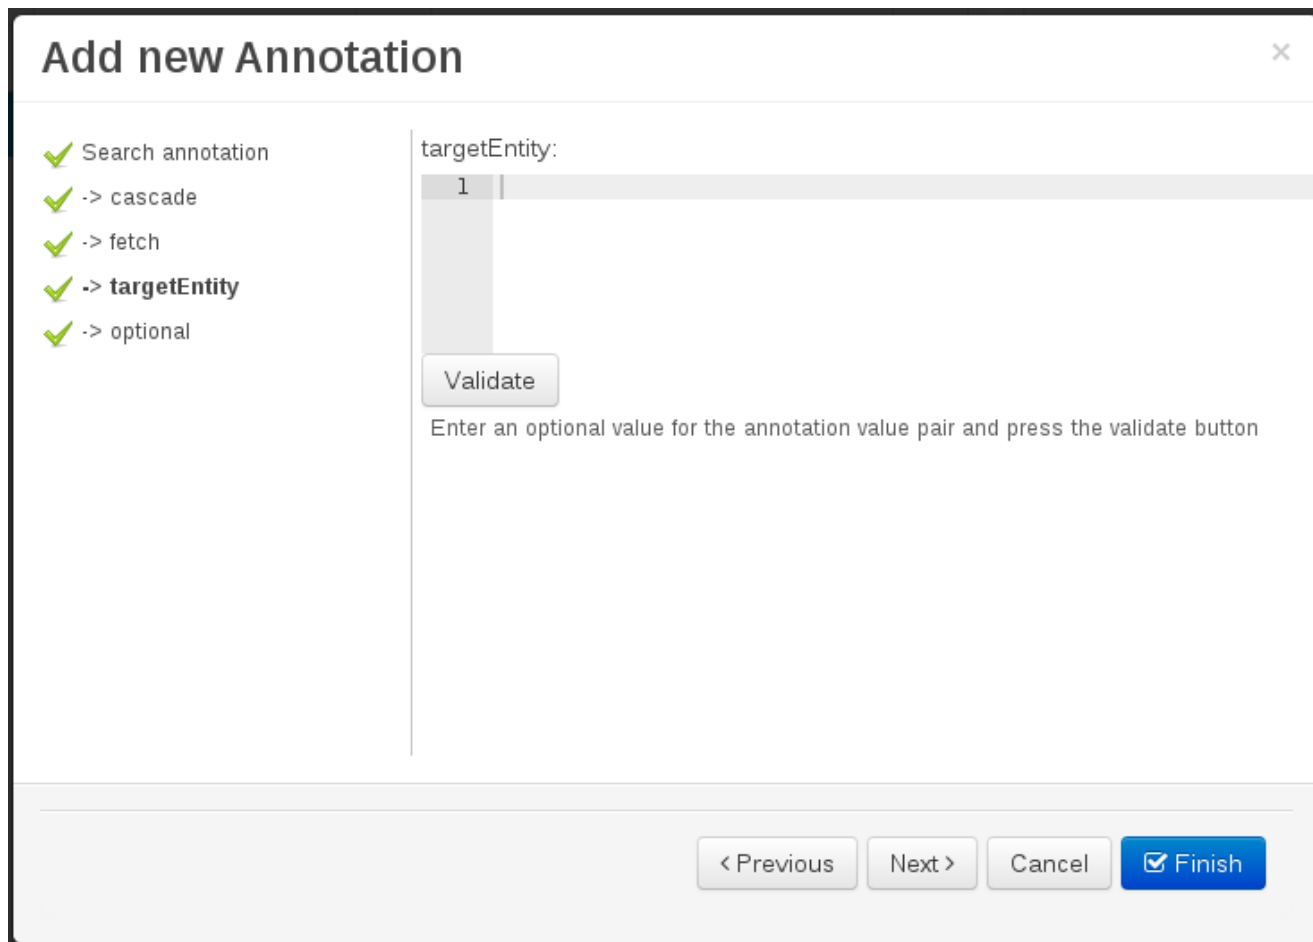 Add new Annotation
×
Search annotation
-> cascade
-> fetch
-> targetEntity
-> optional
targetEntity:
1
Validate
Enter an optional value for the annotation value pair and press the validate button
< Previous
Next >
Cancel
Finish